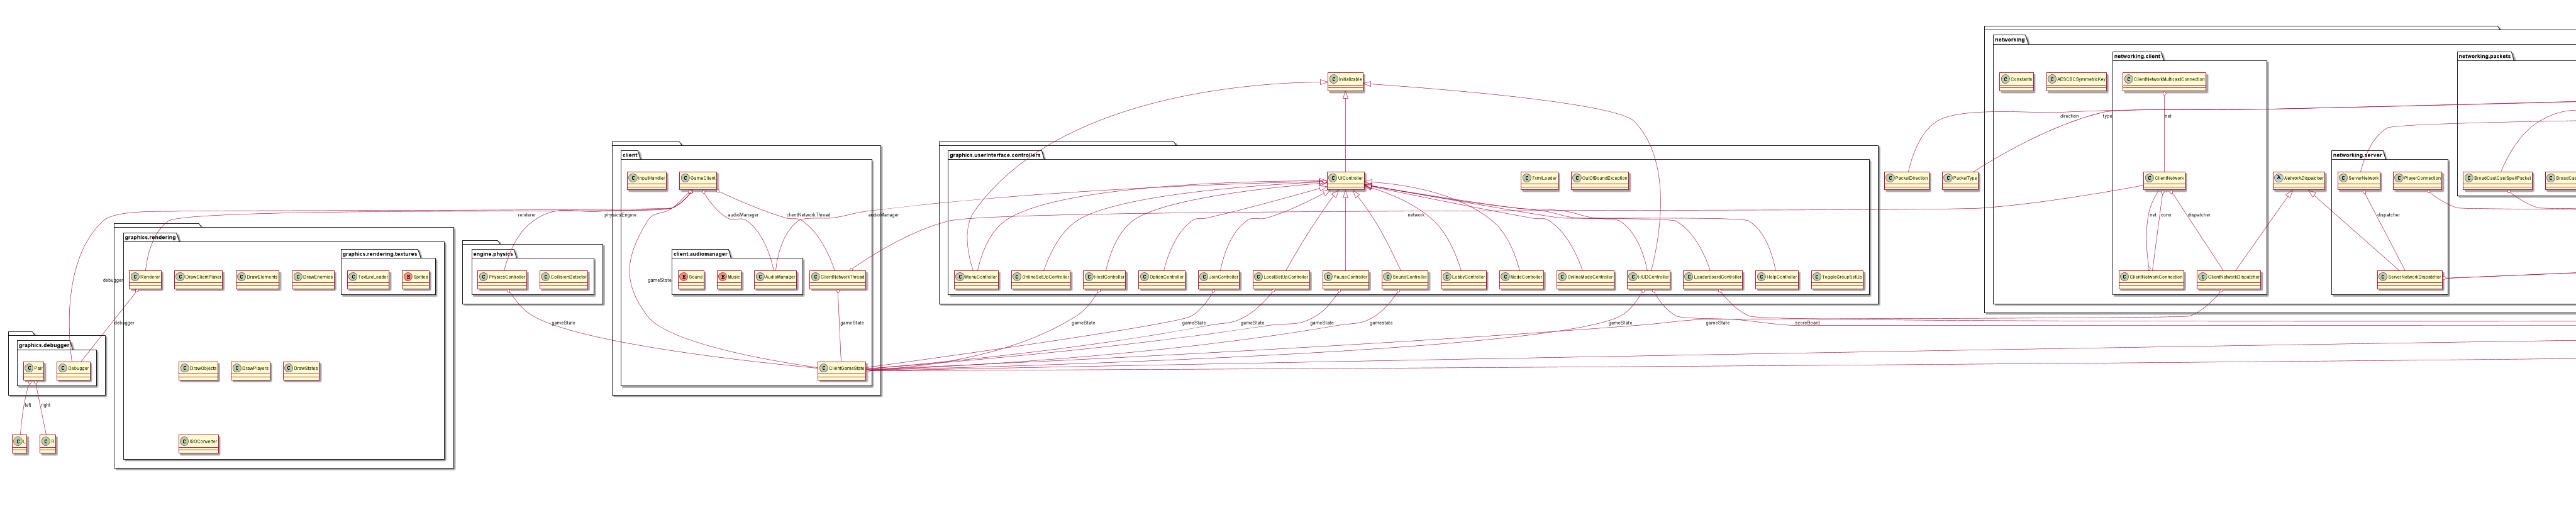 networking
networking.client
networking.packets
Initializable
Constants
AESCBCSymmetricKey
ClientNetworkMulticastConnection
direction
type
net
client
graphics.userinterface.controllers
networking.server
InputHandler
GameClient
UIController
FxmlLoader
OutOfBoundException
PacketDirection
PacketType
ClientNetwork
NetworkDispatcher
ServerNetwork
PlayerConnection
BroadCastCastSpellPacket
BroadCas
renderer
physicsEngine
audioManager
clientNetworkThread
audioManager
network
net
conn
dispatcher
dispatcher
graphics.rendering
graphics.rendering.textures
engine.physics
client.audiomanager
Renderer
DrawClientPlayer
DrawElements
DrawEnemies
TextureLoader
Sprites
PhysicsController
CollisionDetector
gameState
Sound
Music
AudioManager
ClientNetworkThread
MenuController
OnlineSetUpController
HostController
OptionController
JoinController
LocalSetUpController
PauseController
SoundController
LobbyController
ModeController
OnlineModeController
HUDController
LeaderboardController
HelpController
ToggleGroupSetUp
ClientNetworkConnection
ClientNetworkDispatcher
ServerNetworkDispatcher
debugger
debugger
gameState
gameState
gameState
gameState
gameState
gameState
gamestate
gameState
gameState
scoreBoard
graphics.debugger
Pair
Debugger
DrawObjects
DrawPlayers
DrawStates
ClientGameState
left
right
L
R
ISOConverter